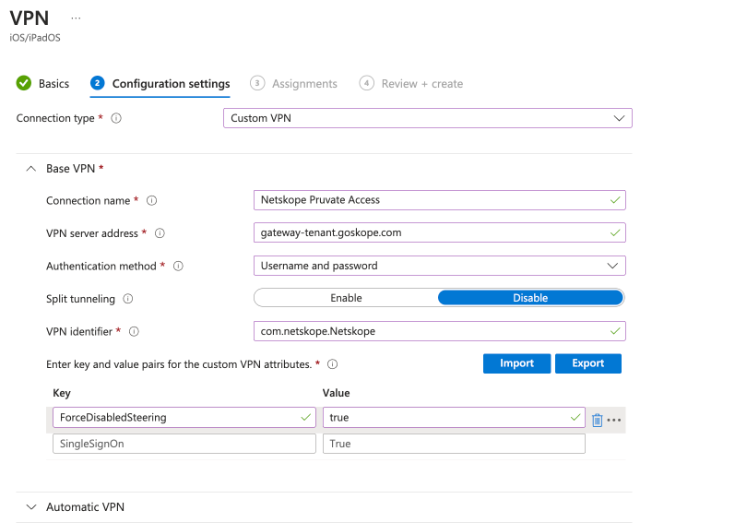 VPN ...
iOS/iPadOS
Basics 2 Configuration settings 3 Assignments 4 Review + create
Connection type * Custom VPN
Base VPN *
Connection name * Netskope Pruvate Access
VPN server address * gateway-tenant.goskope.com
Authentication method * Username and password
Split tunneling Enable Disable
VPN identifier * com.netskope.Netskope
Enter key and value pairs for the custom VPN attributes. * Import Export
Key Value
ForceDisabledSteering true
SingleSignOn True
Automatic VPN